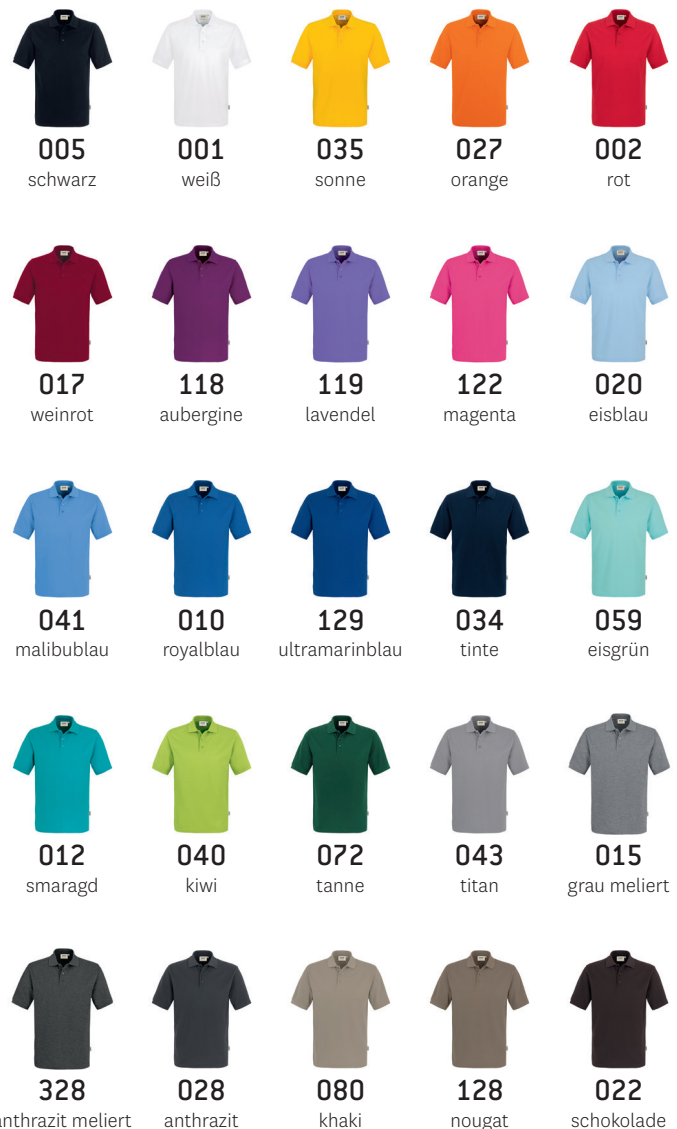 005 001 035 027 002
schwarz weiß sonne orange rot
017 118 119 122 020
weinrot aubergine lavendel magenta eisblau
041 010 129 034 059
malibublau royalblau ultramarinblau tinte eisgrün
012 040 072 043 015
smaragd kiwi tanne titan grau meliert
328 028 080 128 022
anthrazit meliert anthrazit khaki nougat schokolade